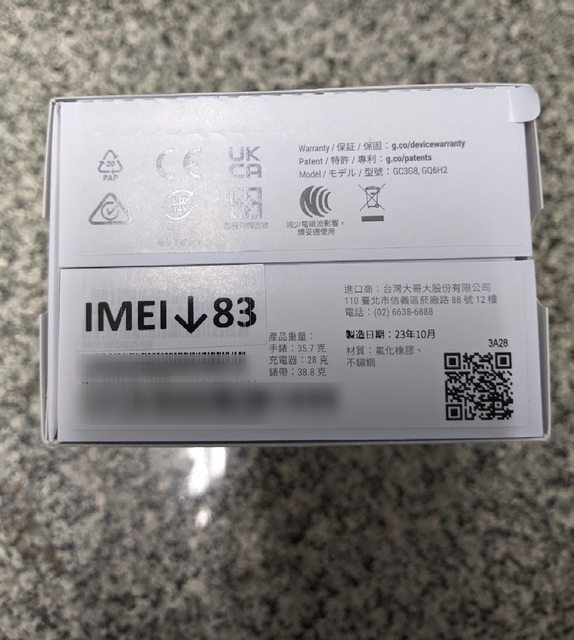 20
PAP
CE
UK
CA
紙
Warranty / 保証 / 保固：g.co/devicewarranty
Patent / 特許 / 專利：g.co/patents
Model / モデル / 型號：GC3G8, GQ6H2
減少電磁波影響，
請妥適使用
IMEI↓83
產品重量：
手錶：35.7 克
充電器：28 克
錶帶：38.8 克
進口商：台灣大哥大股份有限公司
110 臺北市信義區菸廠路 88 號 12 樓
電話：(02) 6638-6888
製造日期：23年10月
材質：氟化橡膠、
不鏽鋼
3A28